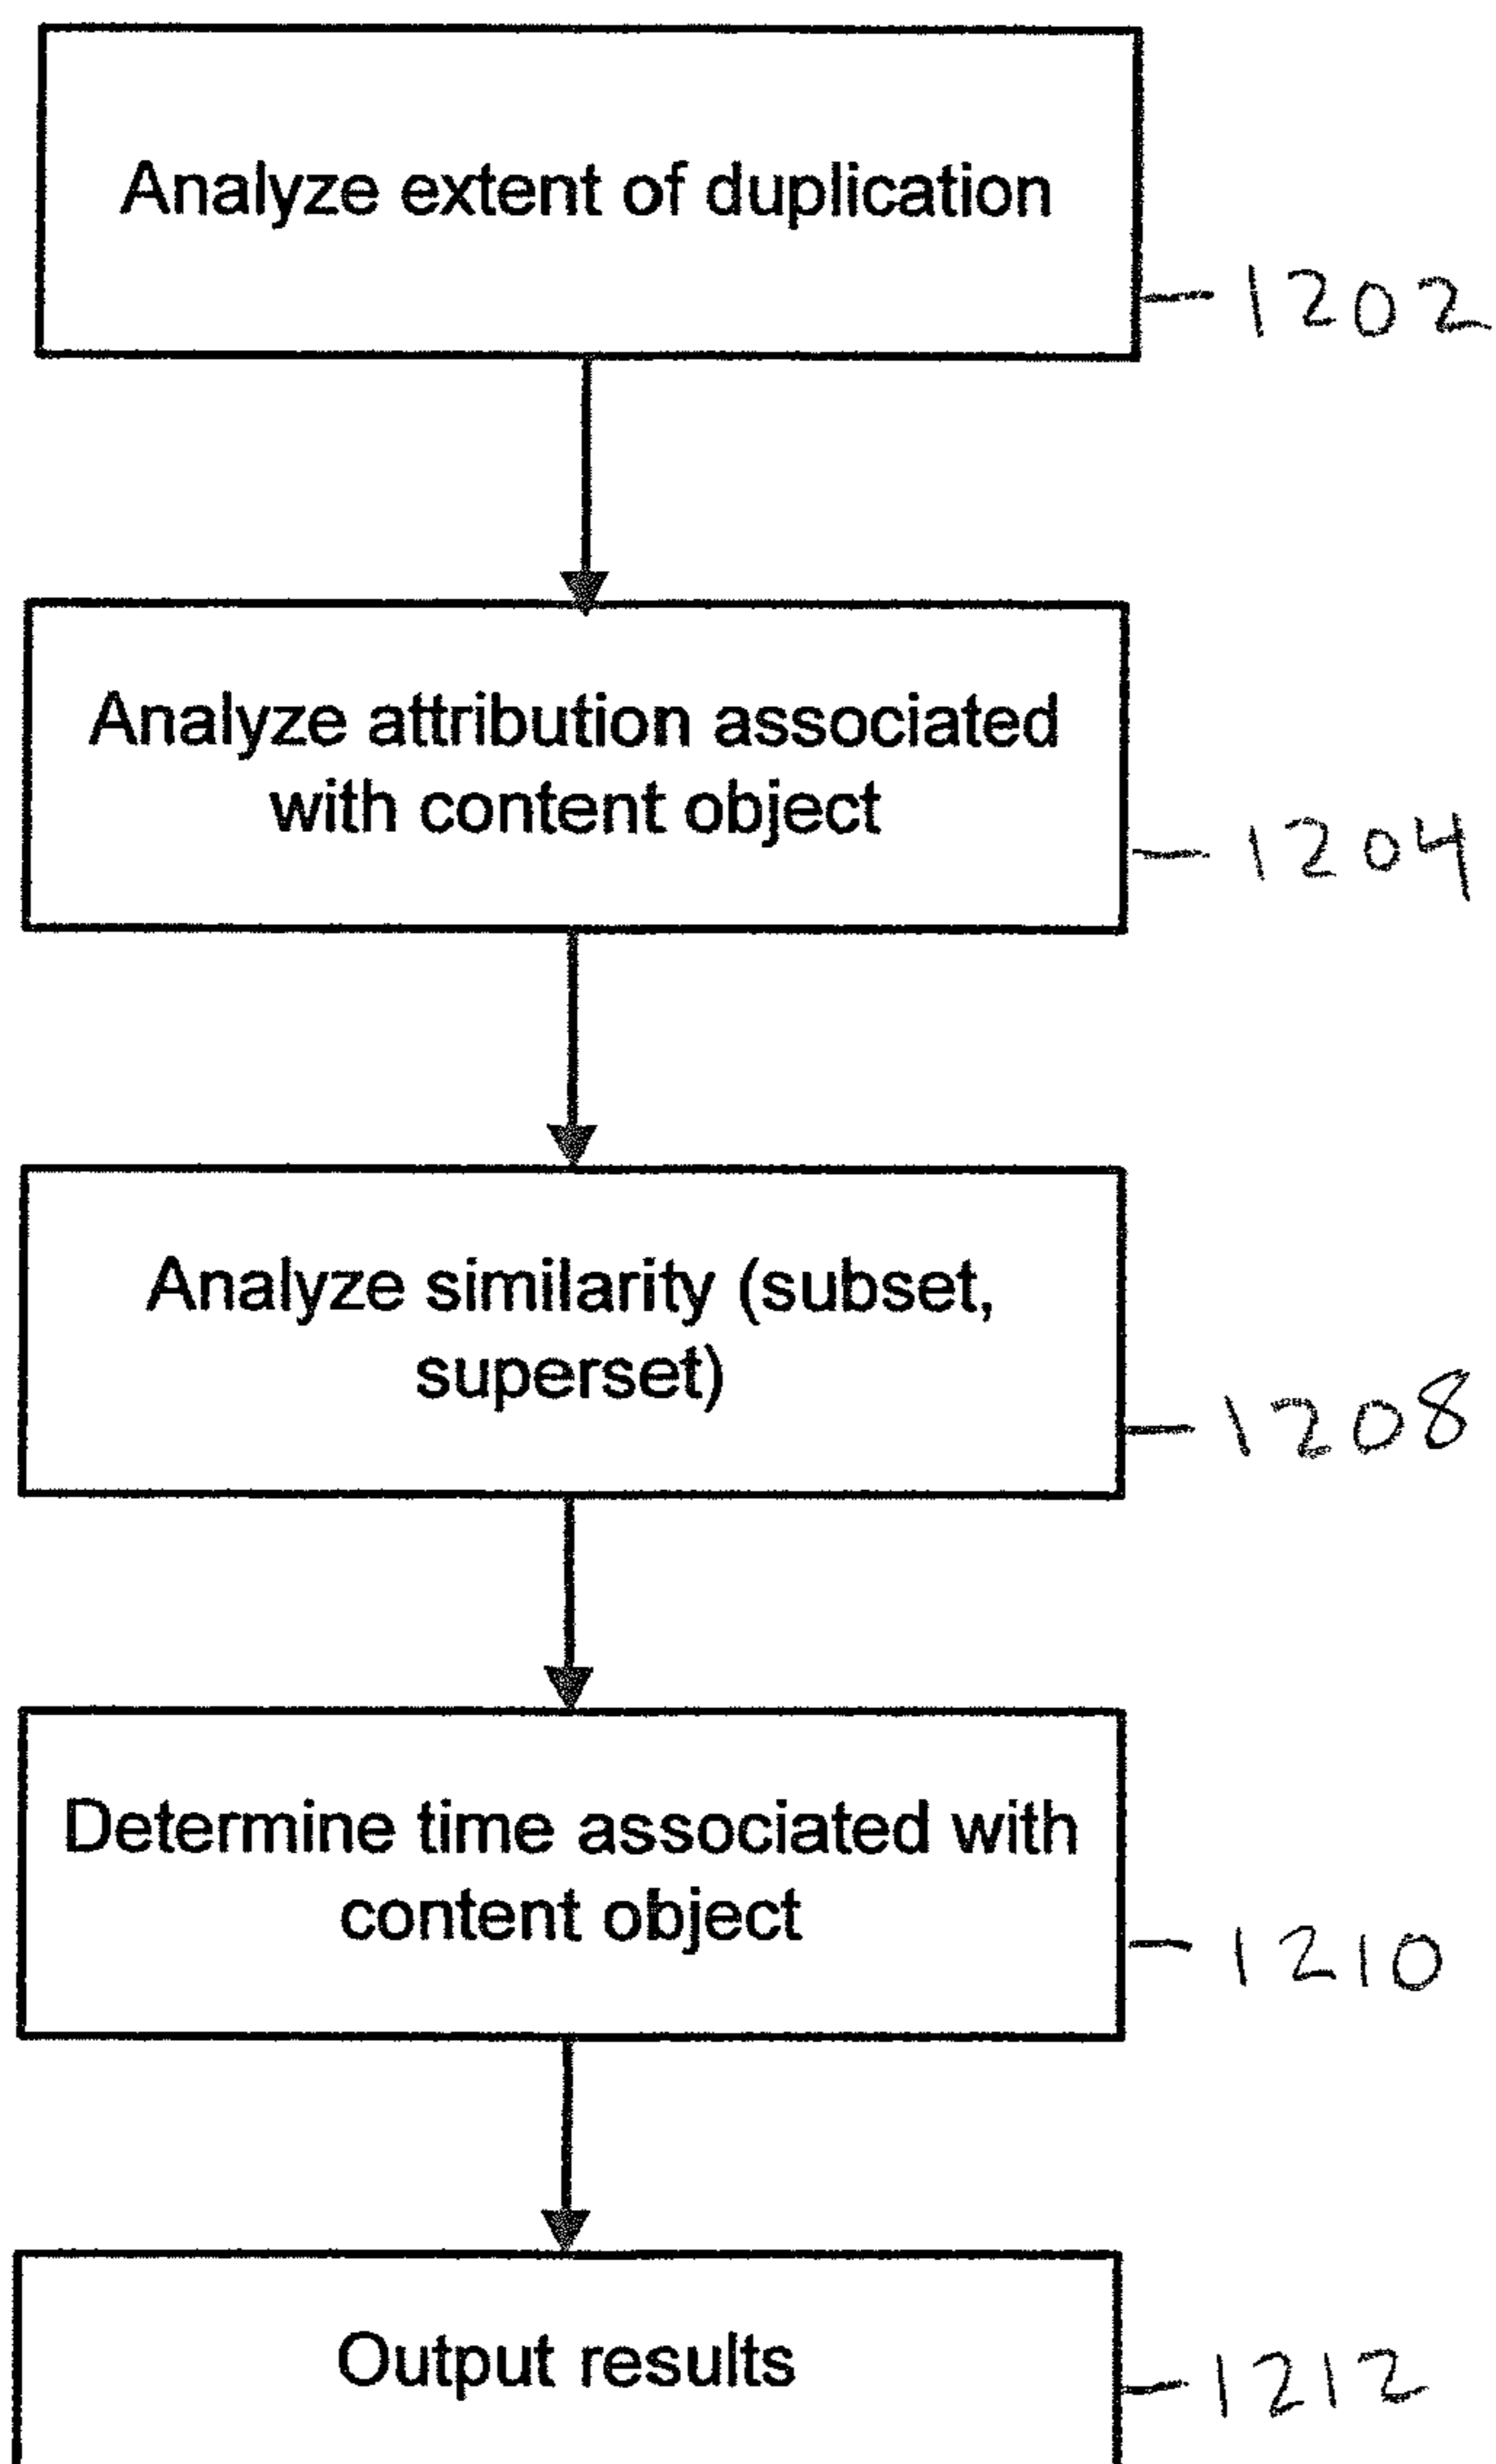 Analyze extent of duplication
1202
Analyze attribution associated
with content object
1204
Analyze similarity (subset,
superset)
1208
Determine time associated with
content object
1210
Output results
1212